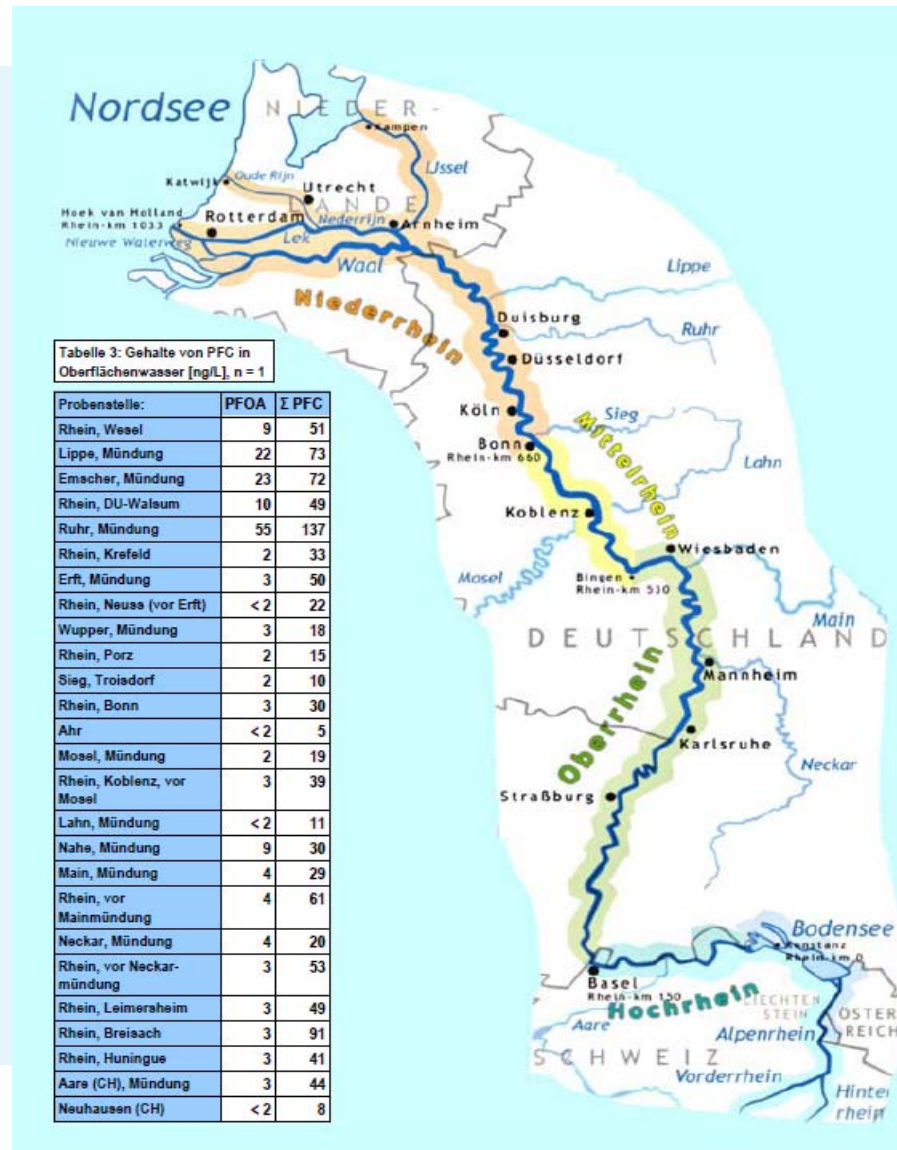 Nordsee
NIEDER-
Kampen
IJssel
Katwijk
Oude Rijn
Utrecht
LANDE
Hoek van Holland
Rhein-km 1033
Rotterdam
Nederrijn
Arnheim
Nieuwe Waterweg
Lek
Waal
Lippe
Niederrhein
Duisburg
Ruhr
Düsseldorf
Köln
Sieg
Bonn
Rhein-km 660
Mittelrhein
Lahn
Koblenz
Wiesbaden
Mosel
Bingen
Rhein-km 530
Main
DEUTSCHLAND
Mannheim
Oberrhein
Karlsruhe
Neckar
Straßburg
Bodensee
Konstanz
Rhein-km 0
Basel
Rhein-km 150
Hochrhein
LIECHTEN
STEIN
ÖSTER
REICH
Aare
Alpenrhein
SCHWEIZ
Vorderrhein
Hinter
rhein
Tabelle 3: Gehalte von PFC in
Oberflächenwasser [ng/L], n = 1
Probenstelle: PFOA Σ PFC
Rhein, Wesel 9 51
Lippe, Mündung 22 73
Emscher, Mündung 23 72
Rhein, DU-Walsum 10 49
Ruhr, Mündung 55 137
Rhein, Krefeld 2 33
Erft, Mündung 3 50
Rhein, Neuss (vor Erft) < 2 22
Wupper, Mündung 3 18
Rhein, Porz 2 15
Sieg, Troisdorf 2 10
Rhein, Bonn 3 30
Ahr < 2 5
Mosel, Mündung 2 19
Rhein, Koblenz, vor 3 39
Mosel
Lahn, Mündung < 2 11
Nahe, Mündung 9 30
Main, Mündung 4 29
Rhein, vor 4 61
Mainmündung
Neckar, Mündung 4 20
Rhein, vor Neckar- 3 53
mündung
Rhein, Leimersheim 3 49
Rhein, Breisach 3 91
Rhein, Huningue 3 41
Aare (CH), Mündung 3 44
Neuhausen (CH) < 2 8